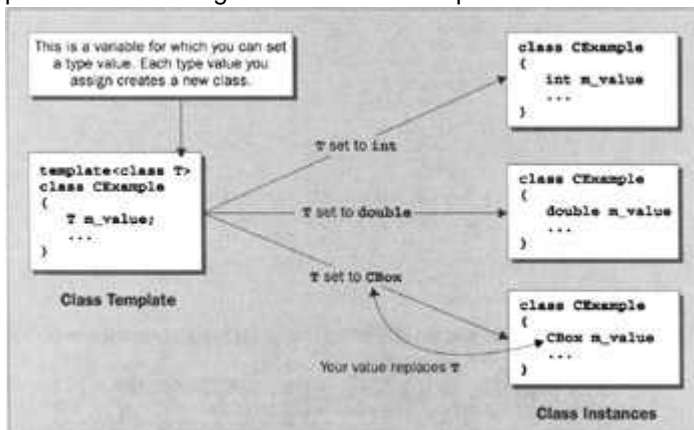 This is a variable for which you can set
a type value. Each type value you
assign creates a new class.
template<class T>
class CExample
{
T m_value;
...
}
Class Template
T set to int
T set to double
T set to CBox
Your value replaces T
class CExample
{
int m_value
...
}
class CExample
{
double m_value
...
}
class CExample
{
CBox m_value
...
}
Class Instances